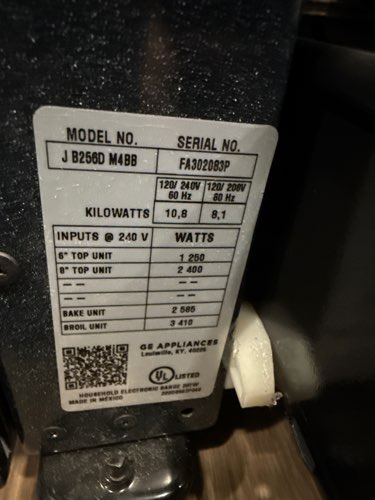 MODEL NO. SERIAL NO.
J B256D M4BB FA302083P
120/ 240V 120/ 208V
60 Hz 60 Hz
KILOWATTS 10,8 8,1
INPUTS @ 240 V WATTS
6" TOP UNIT 1 250
8" TOP UNIT 2 400
-- --
-- --
BAKE UNIT 2 585
BROIL UNIT 3 410
GE APPLIANCES
Louisville, KY, 40225
UL LISTED
HOUSEHOLD ELECTRONIC RANGE
MADE IN MÉXICO